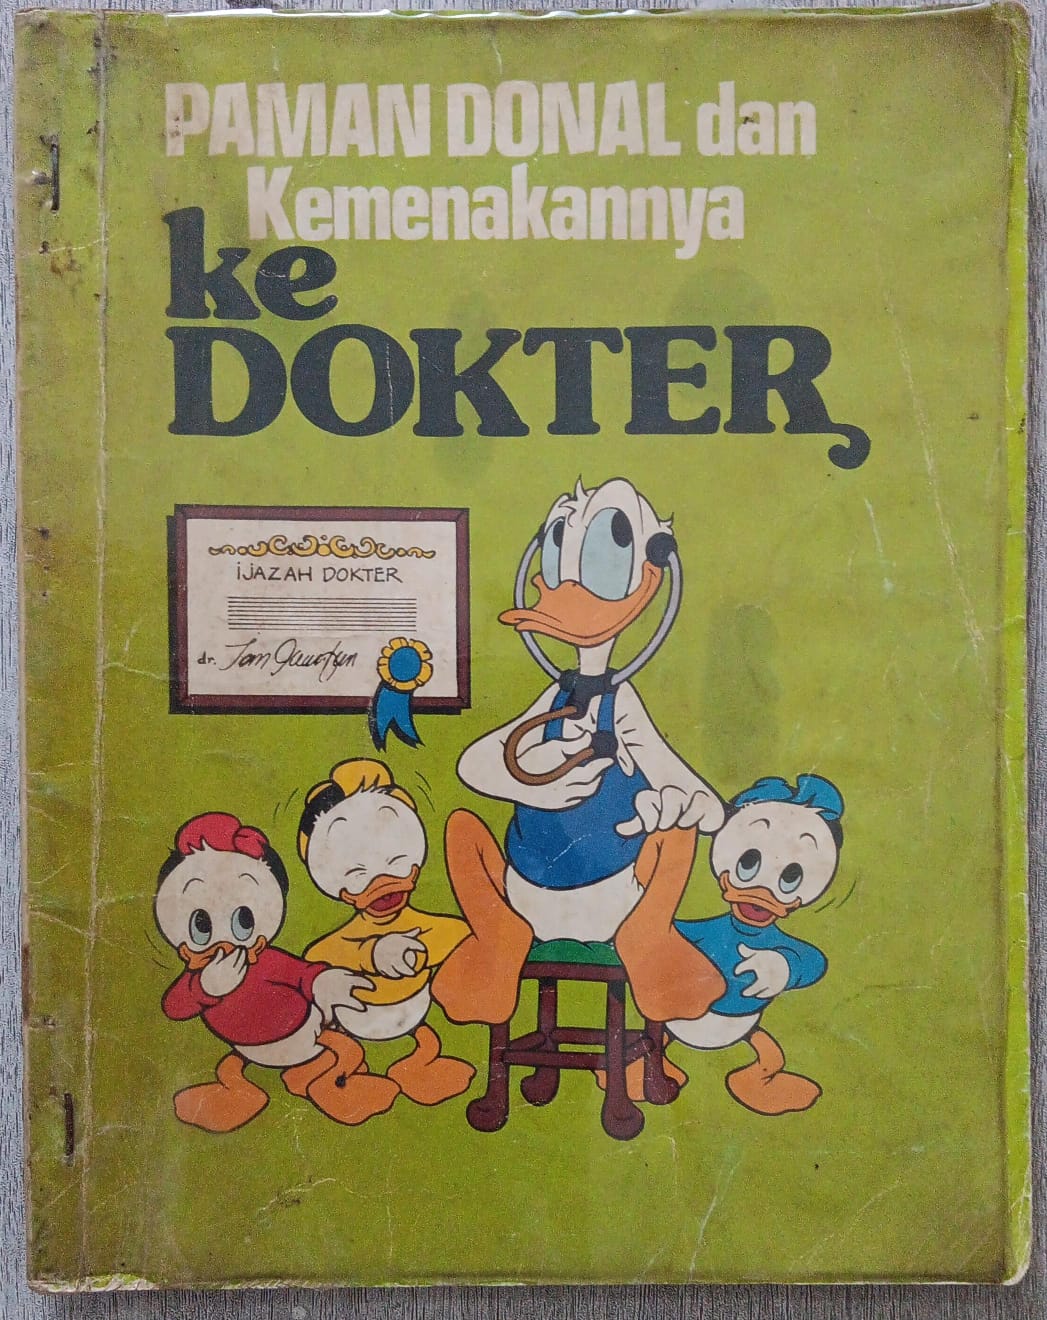 PAMAN DONAL dan
Kemenakannya
ke
DOKTER
iJAZAH DOKTER
dr.